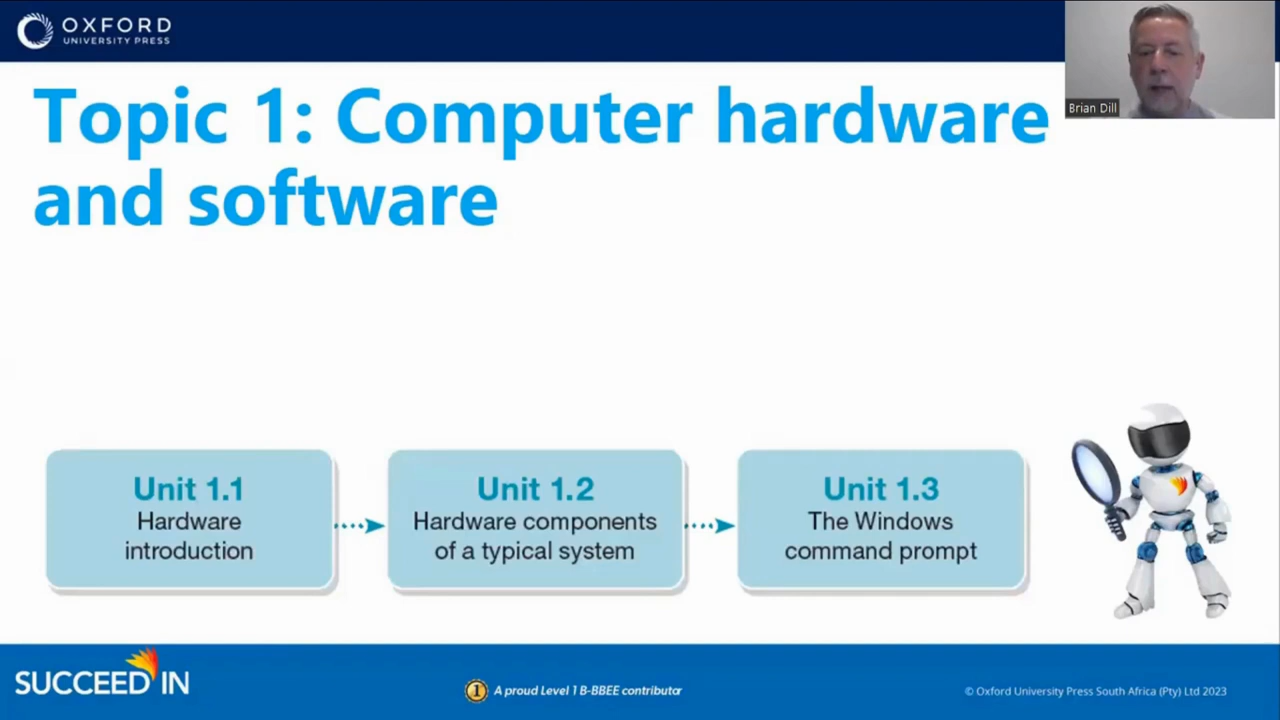 OXFORD
UNIVERSITY PRESS
Brian Dill
Topic 1: Computer hardware
and software
Unit 1.1
Hardware
introduction
Unit 1.2
Hardware components
of a typical system
Unit 1.3
The Windows
command prompt
SUCCEED IN
1
A proud Level 1 B-BBEE contributor
© Oxford University Press South Africa (Pty) Ltd 2023